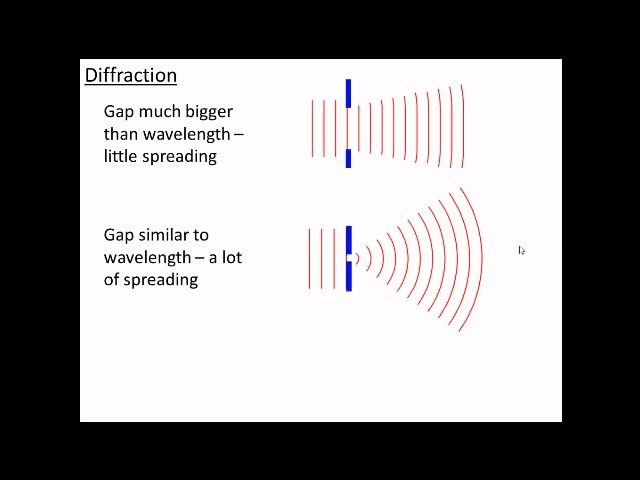 Diffraction
Gap much bigger
than wavelength –
little spreading
Gap similar to
wavelength – a lot
of spreading